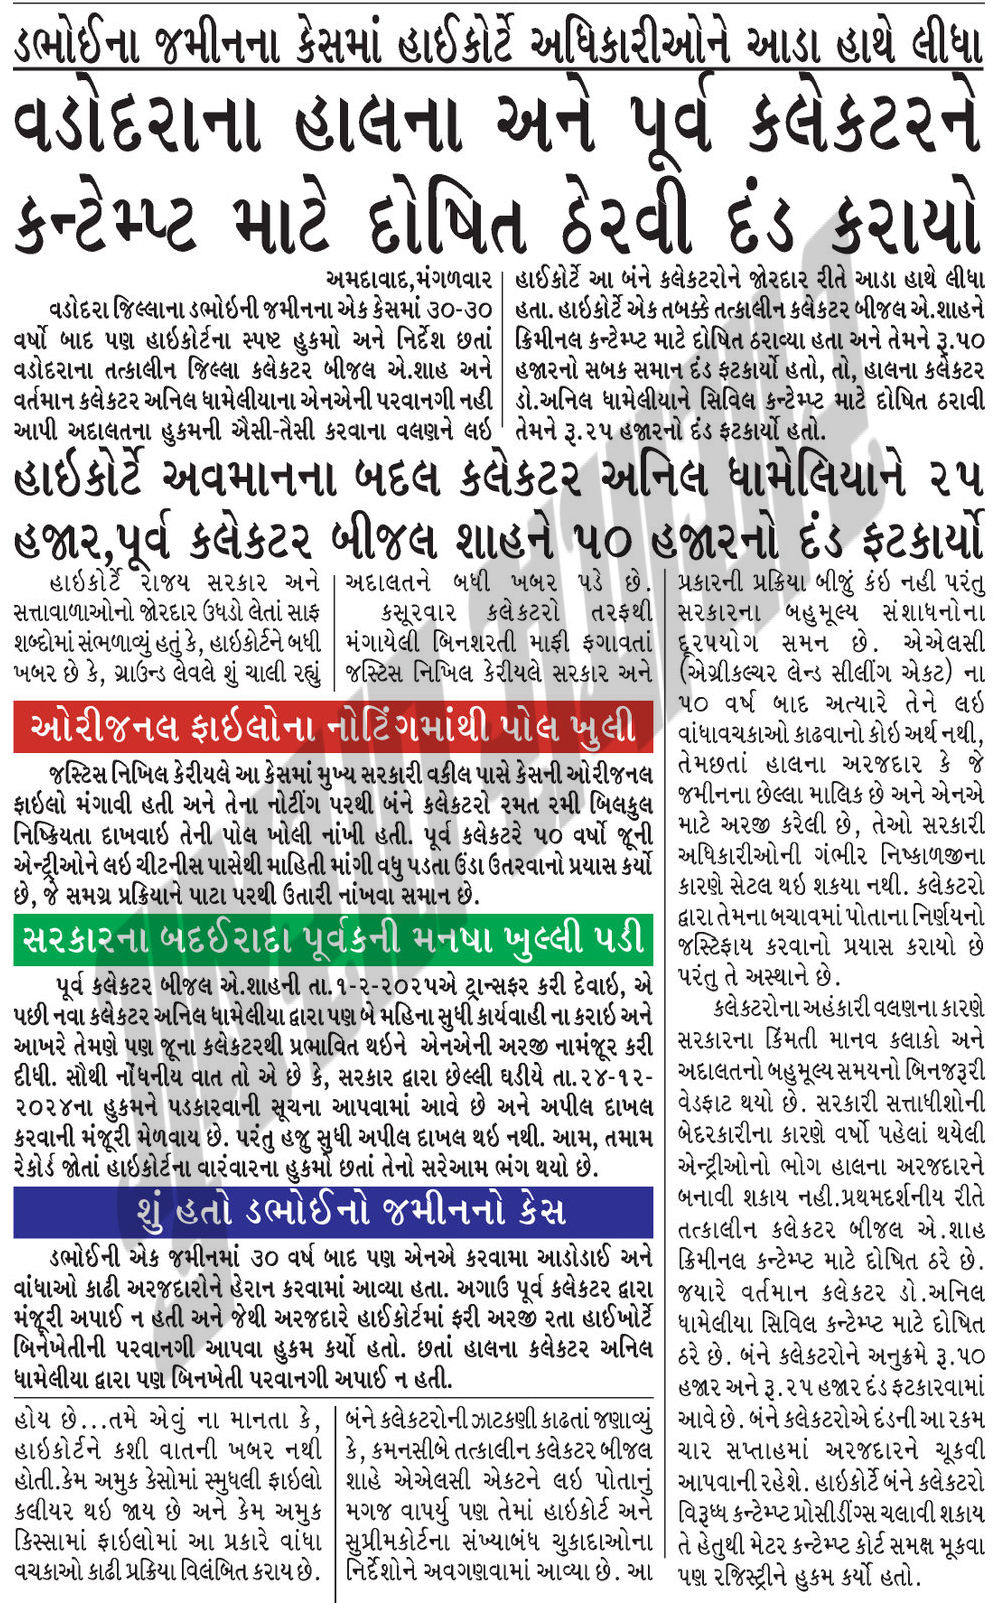 ડભોઈના જમીનના કેસમાં હાઈકોર્ટે અધિકારીઓને આડા હાથે લીધા
વડોદરાના હાલના અને પૂર્વ કલેક્ટરને
કન્ટેમ્પ્ટ માટે દોષિત ઠેરવી દંડ કરાયો
અમદાવાદ,મંગળવાર
વડોદરા જિલ્લાના ડભોઇની જમીનના એક કેસમાં ૩૦-૩૦
વર્ષો બાદ પણ હાઇકોર્ટના સ્પષ્ટ હુકમો અને નિર્દેશ છતાં
વડોદરાના તત્કાલીન જિલ્લા કલેકટર બીજલ એ.શાહ અને
વર્તમાન કલેકટર અનિલ ધામેલીયાના એનએની પરવાનગી નહી
આપી અદાલતના હુકમની ઐસી-તૈસી કરવાના વલણને લઇ
હાઈકોર્ટે આ બંને કલેકટરોને જોરદાર રીતે આડા હાથે લીધા
હતા. હાઇકોર્ટે એક તબક્કે તત્કાલીન કલેકટર બીજલ એ.શાહને
ક્રિમીનલ કન્ટેમ્પ્ટ માટે દોષિત ઠરાવ્યા હતા અને તેમને રૂ.૫૦
હજારનો સબક સમાન દંડ ફટકાર્યો હતો, તો, હાલના કલેકટર
ડો.અનિલ ધામેલીયાને સિવિલ કન્ટેમ્પ્ટ માટે દોષિત ઠરાવી
તેમને રૂ.૨૫ હજારનો દંડ ફટકાર્યો હતો.
હાઇકોર્ટે અવમાનના બદલ કલેકટર અનિલ ધામેલિયાને ૨૫
હજાર,પૂર્વ કલેકટર બીજલ શાહને ૫૦ હજારનો દંડ ફટકાર્યો
હાઇકોર્ટે રાજય સરકાર અને
સત્તાવાળાઓનો જોરદાર ઉધડો લેતાં સાફ
શબ્દોમાં સંભળાવ્યું હતું કે, હાઇકોર્ટને બધી
ખબર છે કે, ગ્રાઉન્ડ લેવલે શું ચાલી રહ્યું
ઓરીજનલ ફાઇલોના નોટિંગમાંથી પોલ ખુલી
જસ્ટિસ નિખિલ કેરીયલે આ કેસમાં મુખ્ય સરકારી વકીલ પાસે કેસની ઓરીજનલ
ફાઇલો મંગાવી હતી અને તેના નોટીંગ પરથી બંને કલેકટરો રમત રમી બિલકુલ
નિષ્ક્રિયતા દાખવાઇ તેની પોલ ખોલી નાંખી હતી. પૂર્વ કલેકટરે ૫૦ વર્ષો જૂની
એન્ટ્રીઓને લઇ ચીટનીસ પાસેથી માહિતી માંગી વધુ પડતા ઉંડા ઉતરવાનો પ્રયાસ કર્યો
છે, જે સમગ્ર પ્રક્રિયાને પાટા પરથી ઉતારી નાંખવા સમાન છે.
સરકારના બદઈરાદા પૂર્વકની મનષા ખુલ્લી પડી
પૂર્વ કલેકટર બીજલ એ.શાહની તા.૧-૨-૨૦૨૫એ ટ્રાન્સફર કરી દેવાઇ, એ
પછી નવા કલેકટર અનિલ ધામેલીયા દ્વારા પણ બે મહિના સુધી કાર્યવાહી ના કરાઇ અને
આખરે તેમણે પણ જૂના કલેકટરથી પ્રભાવિત થઇને એનએની અરજી નામંજૂર કરી
દીધી. સૌથી નોંધનીય વાત તો એ છે કે, સરકાર દ્વારા છેલ્લી ઘડીયે તા.૨૪-૧૨-
૨૦૨૪ના હુકમને પડકારવાની સૂચના આપવામાં આવે છે અને અપીલ દાખલ
કરવાની મંજૂરી મેળવાય છે. પરંતુ હજુ સુધી અપીલ દાખલ થઇ નથી. આમ, તમામ
રેકોર્ડ જોતાં હાઇકોર્ટના વારંવારના હુકમો છતાં તેનો સરેઆમ ભંગ થયો છે.
શું હતો ડભોઈનો જમીનનો કેસ
ડભોઈની એક જમીનમાં ૩૦ વર્ષ બાદ પણ એનએ કરવામા આડોડાઈ અને
વાંધાઓ કાઢી અરજદારોને હેરાન કરવામાં આવ્યા હતા. અગાઉ પૂર્વ કલેકટર દ્વારા
મંજૂરી અપાઈ ન હતી અને જેથી અરજદારે હાઈકોર્ટમાં ફરી અરજી રતા હાઈખોર્ટે
બિનેખેતીની પરવાનગી આપવા હુકમ કર્યો હતો. છતાં હાલના કલેકટર અનિલ
ધામેલીયા દ્વારા પણ બિનખેતી પરવાનગી અપાઈ ન હતી.
હોય છે...તમે એવું ના માનતા કે,
હાઇકોર્ટને કશી વાતની ખબર નથી
હોતી.કેમ અમુક કેસોમાં સ્મુધલી ફાઇલો
કલીયર થઇ જાય છે અને કેમ અમુક
કિસ્સામાં ફાઇલોમાં આ પ્રકારે વાંધા
વચકાઓ કાઢી પ્રક્રિયા વિલંબિત કરાય છે.
અદાલતને બધી ખબર પડે છે.
કસૂરવાર કલેકટરો તરફથી
મંગાયેલી બિનશરતી માફી ફગાવતાં
જસ્ટિસ નિખિલ કેરીયલે સરકાર અને
બંને કલેકટરોની ઝાટકણી કાઢતાં જણાવ્યું
કે, કમનસીબે તત્કાલીન કલેકટર બીજલ
શાહે એએલસી એકટને લઇ પોતાનું
મગજ વાપર્યુ પણ તેમાં હાઇકોર્ટ અને
સુપ્રીમકોર્ટના સંખ્યાબંધ ચુકાદાઓના
નિર્દેશોને અવગણવામાં આવ્યા છે. આ
પ્રકારની પ્રક્રિયા બીજું કંઇ નહી પરંતુ
સરકારના બહુમૂલ્ય સંશાધનોના
દૂરપયોગ સમન છે. એએલસી
(એગ્રીકલ્ચર લેન્ડ સીલીંગ એકટ) ના
૫૦ વર્ષ બાદ અત્યારે તેને લઇ
વાંધાવચકાઓ કાઢવાનો કોઇ અર્થ નથી,
તેમછતાં હાલના અરજદાર કે જે
જમીનના છેલ્લા માલિક છે અને એનએ
માટે અરજી કરેલી છે, તેઓ સરકારી
અધિકારીઓની ગંભીર નિષ્કાળજીના
કારણે સેટલ થઇ શકયા નથી. કલેકટરો
દ્વારા તેમના બચાવમાં પોતાના નિર્ણયનો
જસ્ટિફાય કરવાનો પ્રયાસ કરાયો છે
પરંતુ તે અસ્થાને છે.
કલેકટરોના અહંકારી વલણના કારણે
સરકારના કિંમતી માનવ કલાકો અને
અદાલતનો બહુમૂલ્ય સમયનો બિનજરૂરી
વેડફાટ થયો છે. સરકારી સત્તાધીશોની
બેદરકારીના કારણે વર્ષો પહેલાં થયેલી
એન્ટ્રીઓનો ભોગ હાલના અરજદારને
બનાવી શકાય નહી.પ્રથમદર્શનીય રીતે
તત્કાલીન કલેકટર બીજલ એ.શાહ
ક્રિમીનલ કન્ટેમ્પ્ટ માટે દોષિત ઠરે છે.
જયારે વર્તમાન કલેકટર ડો.અનિલ
ધામેલીયા સિવિલ કન્ટેમ્પ્ટ માટે દોષિત
ઠરે છે. બંને કલેકટરોને અનુક્રમે રૂ.૫૦
હજાર અને રૂ.૨૫ હજાર દંડ ફટકારવામાં
આવે છે. બંને કલેકટરોએ દંડની આ રકમ
ચાર સપ્તાહમાં અરજદારને ચૂકવી
આપવાની રહેશે. હાઇકોર્ટે બંને કલેકટરો
વિરૂધ્ધ કન્ટેમ્પ્ટ પ્રોસીડીંગ્સ ચલાવી શકાય
તે હેતુથી મેટર કન્ટેમ્પ્ટ કોર્ટ સમક્ષ મૂકવા
પણ રજિસ્ટ્રીને હુકમ કર્યો હતો.